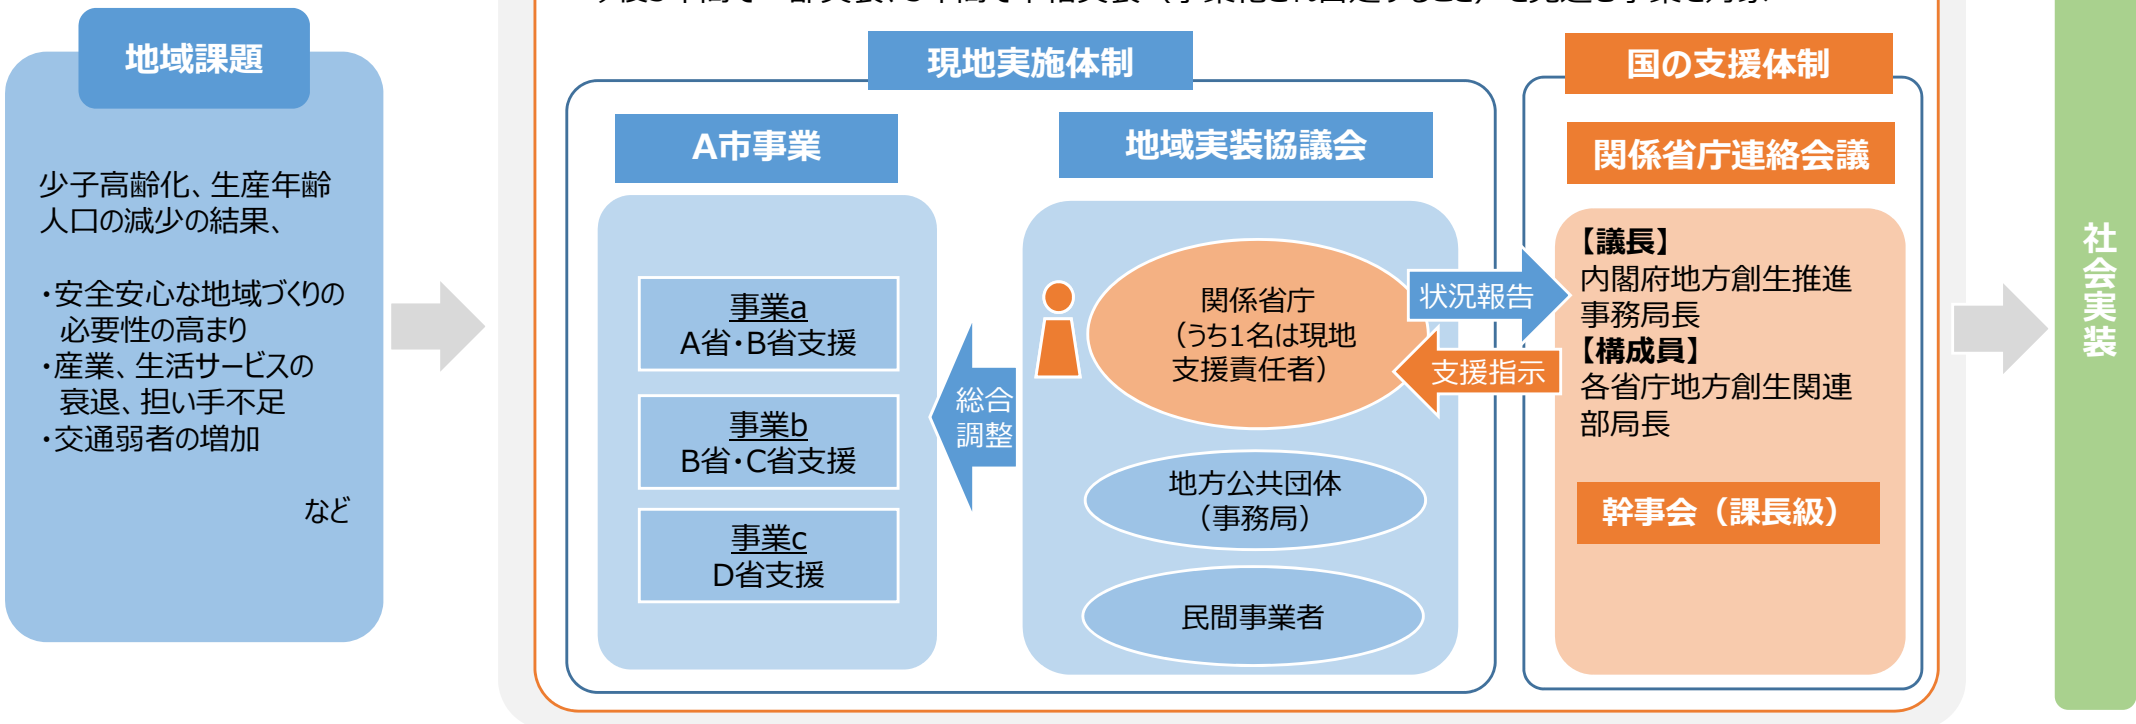 地域課題
少子高齢化、生産年齢
人口の減少の結果、
・安全安心な地域づくりの
必要性の高まり
・産業、生活サービスの
衰退、担い手不足
・交通弱者の増加
など
現地実施体制
A市事業
事業a
A省・B省支援
事業b
B省・C省支援
事業c
D省支援
総合
調整
地域実装協議会
関係省庁
（うち1名は現地
支援責任者）
地方公共団体
（事務局）
民間事業者
状況報告
支援指示
国の支援体制
関係省庁連絡会議
【議長】
内閣府地方創生推進
事務局長
【構成員】
各省庁地方創生関連
部局長
幹事会（課長級）
社会実装